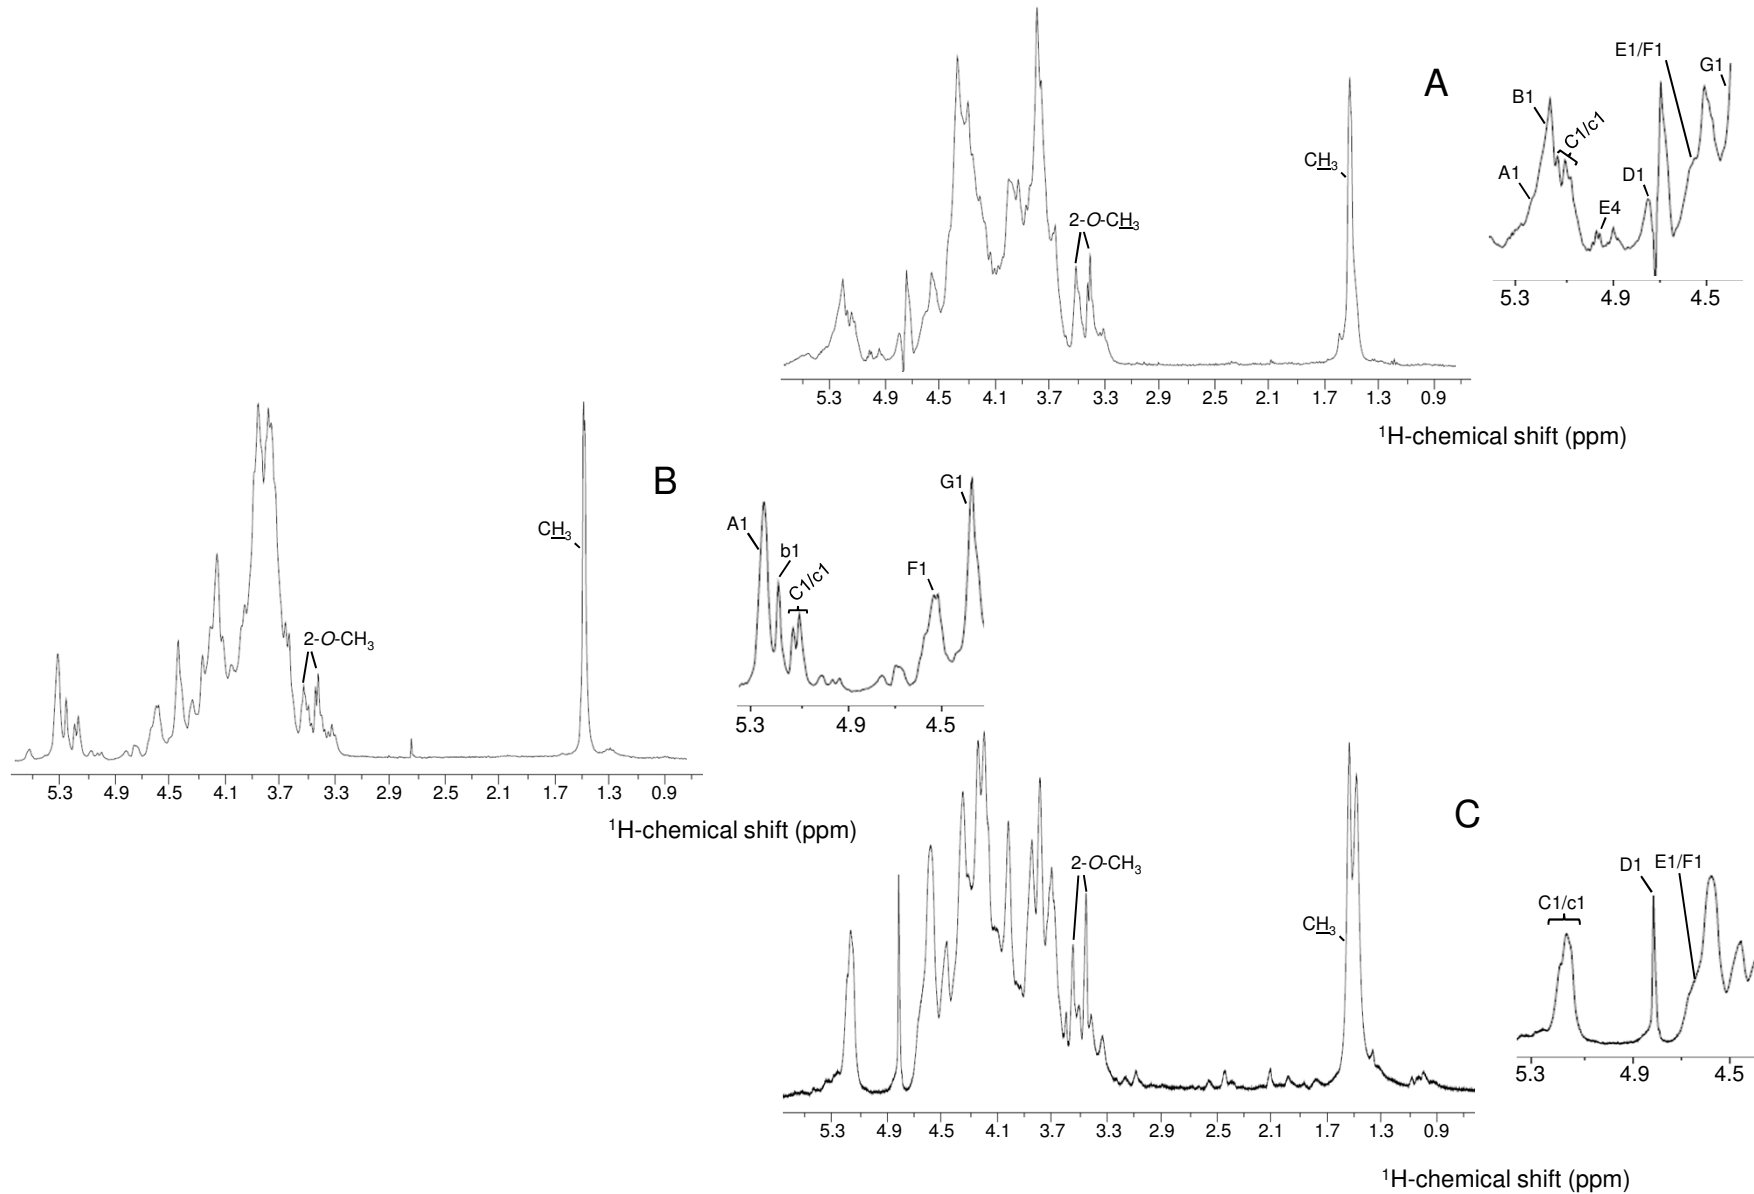 A
CH₃
2-O-CH₃
5.3 4.9 4.5 4.1 3.7 3.3 2.9 2.5 2.1 1.7 1.3 0.9
¹H-chemical shift (ppm)
E1/F1
G1
B1
C1/c1
A1
D1
E4
5.3 4.9 4.5
B
CH₃
2-O-CH₃
5.3 4.9 4.5 4.1 3.7 3.3 2.9 2.5 2.1 1.7 1.3 0.9
¹H-chemical shift (ppm)
G1
A1
b1
C1/c1
F1
5.3 4.9 4.5
C
2-O-CH₃
CH₃
5.3 4.9 4.5 4.1 3.7 3.3 2.9 2.5 2.1 1.7 1.3 0.9
¹H-chemical shift (ppm)
D1 E1/F1
C1/c1
5.3 4.9 4.5